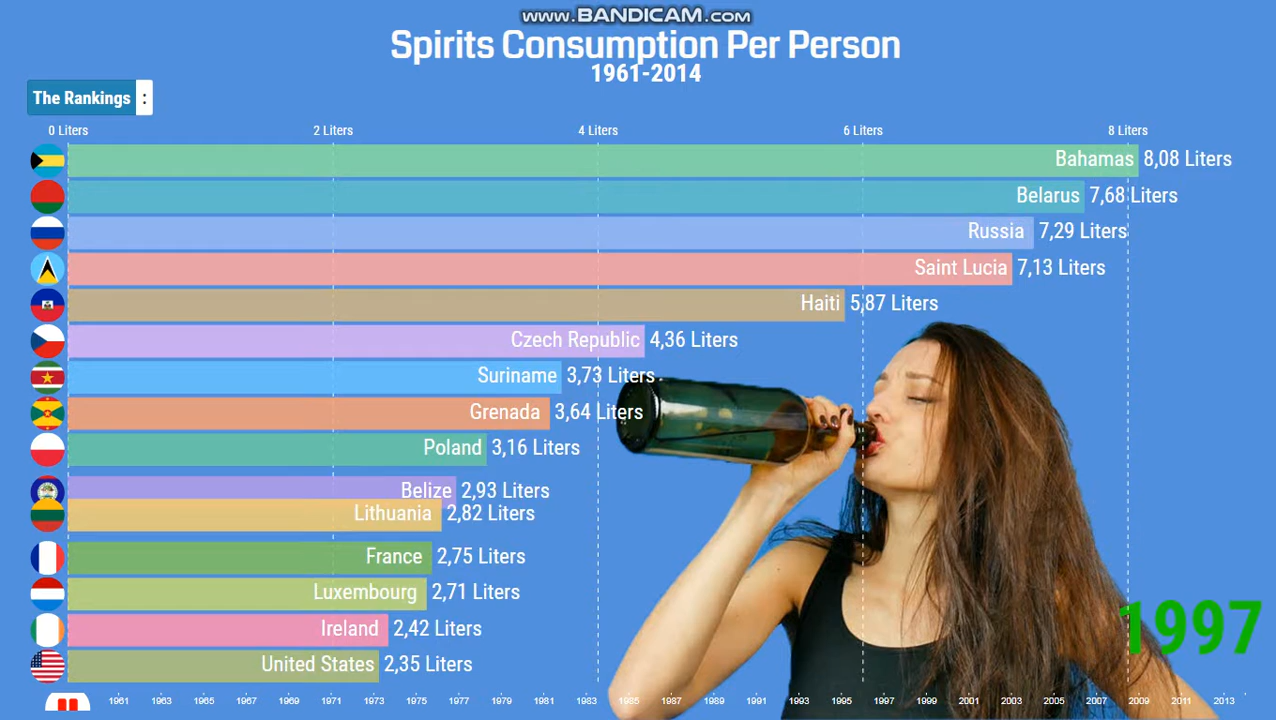 www.BANDICAM.com
Spirits Consumption Per Person
1961-2014
The Rankings :
0 Liters 2 Liters 4 Liters 6 Liters 8 Liters
Bahamas 8,08 Liters
Belarus 7,68 Liters
Russia 7,29 Liters
Saint Lucia 7,13 Liters
Haiti 5,87 Liters
Czech Republic 4,36 Liters
Suriname 3,73 Liters
Grenada 3,64 Liters
Poland 3,16 Liters
Belize 2,93 Liters
Lithuania 2,82 Liters
France 2,75 Liters
Luxembourg 2,71 Liters
Ireland 2,42 Liters
United States 2,35 Liters
1997
1961 1963 1965 1967 1969 1971 1973 1975 1977 1979 1981 1983 1985 1987 1989 1991 1993 1995 1997 1999 2001 2003 2005 2007 2009 2011 2013